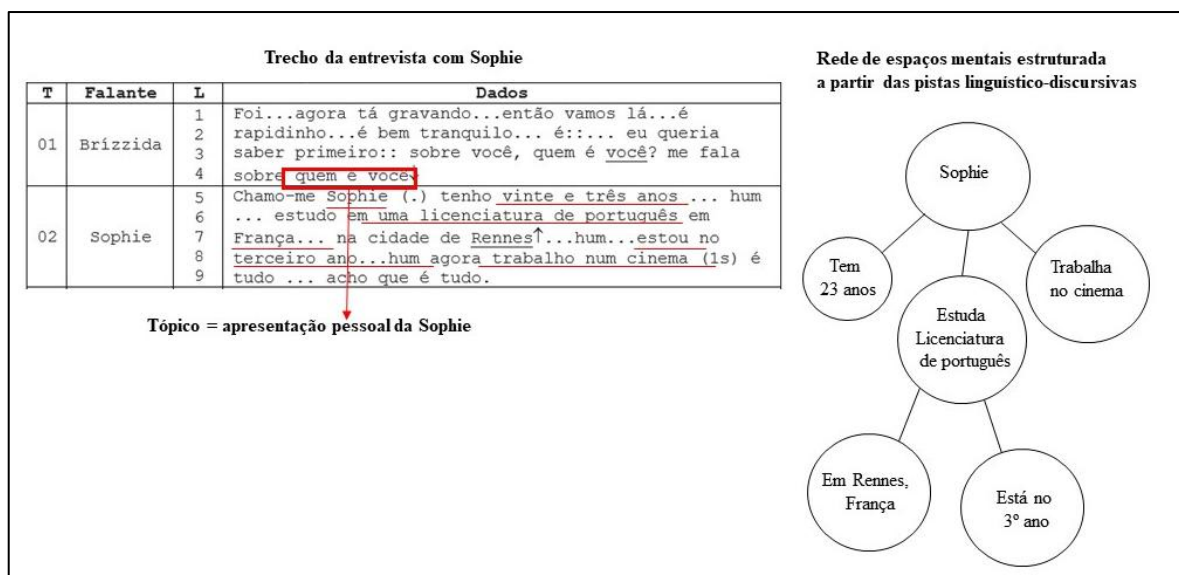 Trecho da entrevista com Sophie
T Falante L Dados
01 Brízzida
1 Foi...agora tá gravando...então vamos lá...é
2 rapidinho...é bem tranquilo... é::... eu queria
3 saber primeiro:: sobre você, quem é você? me fala
4 sobre quem é você↓
02 Sophie
5 Chamo-me Sophie (.) tenho vinte e três anos ... hum
6 ... estudo em uma licenciatura de português em
7 França... na cidade de Rennes↑...hum...estou no
8 terceiro ano...hum agora trabalho num cinema (1s) é
9 tudo ... acho que é tudo.
Tópico = apresentação pessoal da Sophie
Rede de espaços mentais estruturada
a partir das pistas linguístico-discursivas
Sophie
Tem
23 anos
Estuda
Licenciatura
de português
Trabalha
no cinema
Em Rennes,
França
Está no
3º ano